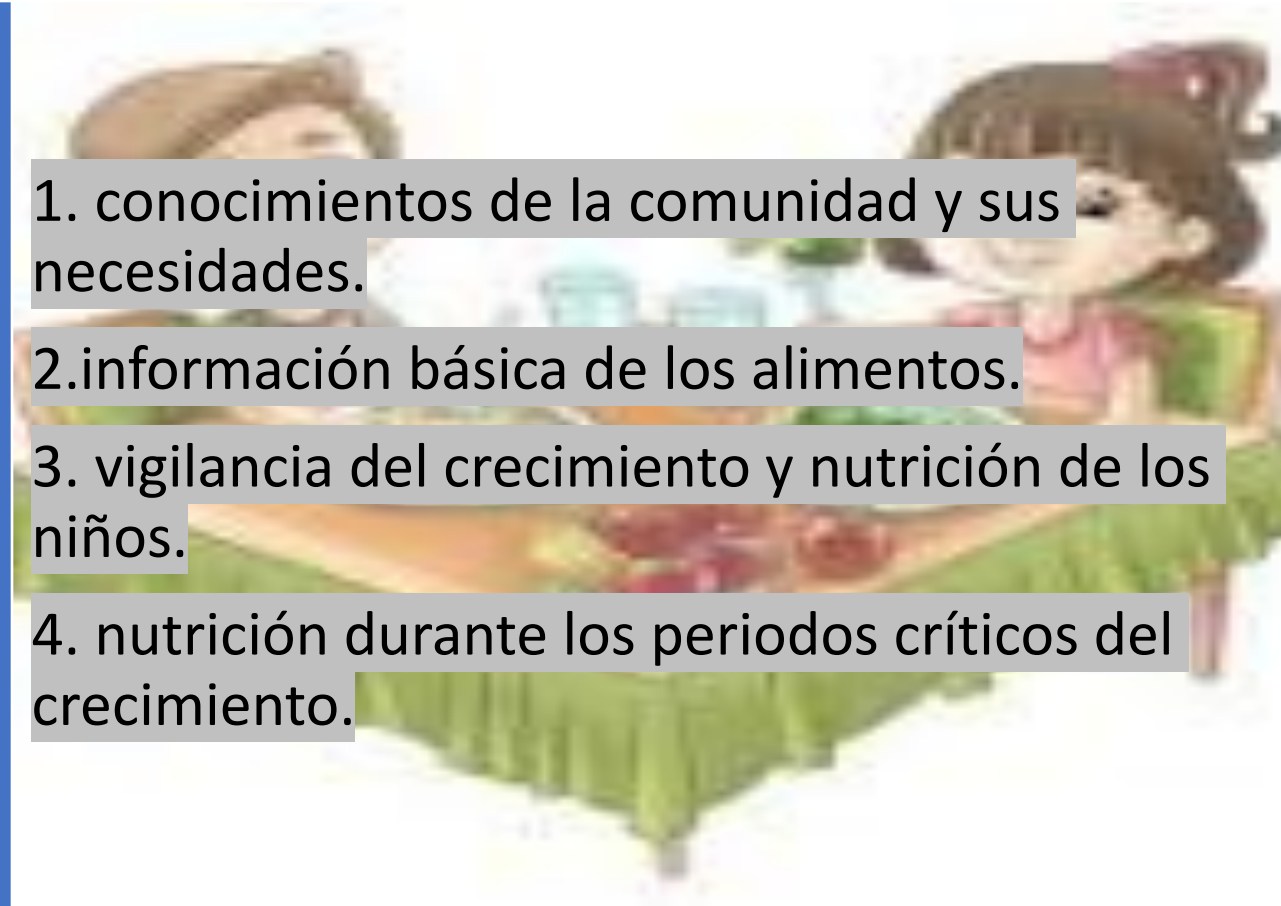 1. conocimientos de la comunidad y sus
necesidades.
2.información básica de los alimentos.
3. vigilancia del crecimiento y nutrición de los
niños.
4. nutrición durante los periodos críticos del
crecimiento.